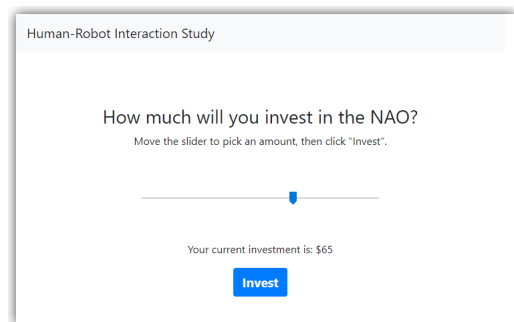 Human-Robot Interaction Study
How much will you invest in the NAO?
Move the slider to pick an amount, then click "Invest".
Your current investment is: $65
Invest